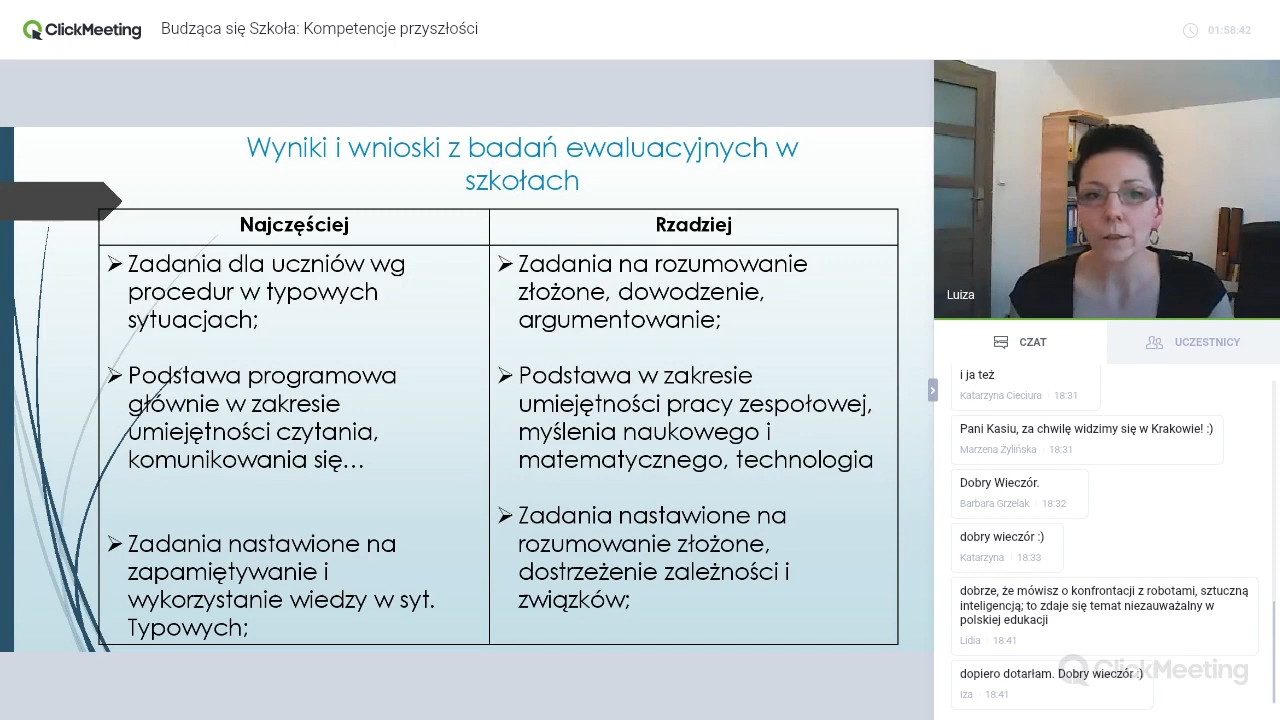 ClickMeeting
Budząca się Szkoła: Kompetencje przyszłości
01:58:42
Wyniki i wnioski z badań ewaluacyjnych w
szkołach
Najczęściej
Zadania dla uczniów wg
procedur w typowych
sytuacjach;
Podstawa programowa
głównie w zakresie
umiejętności czytania,
komunikowania się...
Zadania nastawione na
zapamiętywanie i
wykorzystanie wiedzy w syt.
Typowych;
Rzadziej
Zadania na rozumowanie
złożone, dowodzenie,
argumentowanie;
Podstawa w zakresie
umiejętności pracy zespołowej,
myślenia naukowego i
matematycznego, technologia
Zadania nastawione na
rozumowanie złożone,
dostrzeżenie zależności i
związków;
Luiza
CZAT
UCZESTNICY
i ja też
Katarzyna Cieciura · 18:31
Pani Kasiu, za chwilę widzimy się w Krakowie! :)
Marzena Żylińska · 18:31
Dobry Wieczór.
Barbara Grzelak · 18:32
dobry wieczór :)
Katarzyna · 18:33
dobrze, że mówisz o konfrontacji z robotami, sztuczną
inteligencją; to zdaje się temat niezauważalny w
polskiej edukacji
Lidia · 18:41
dopiero dotarłam. Dobry wieczór :)
Iza · 18:41
ClickMeeting